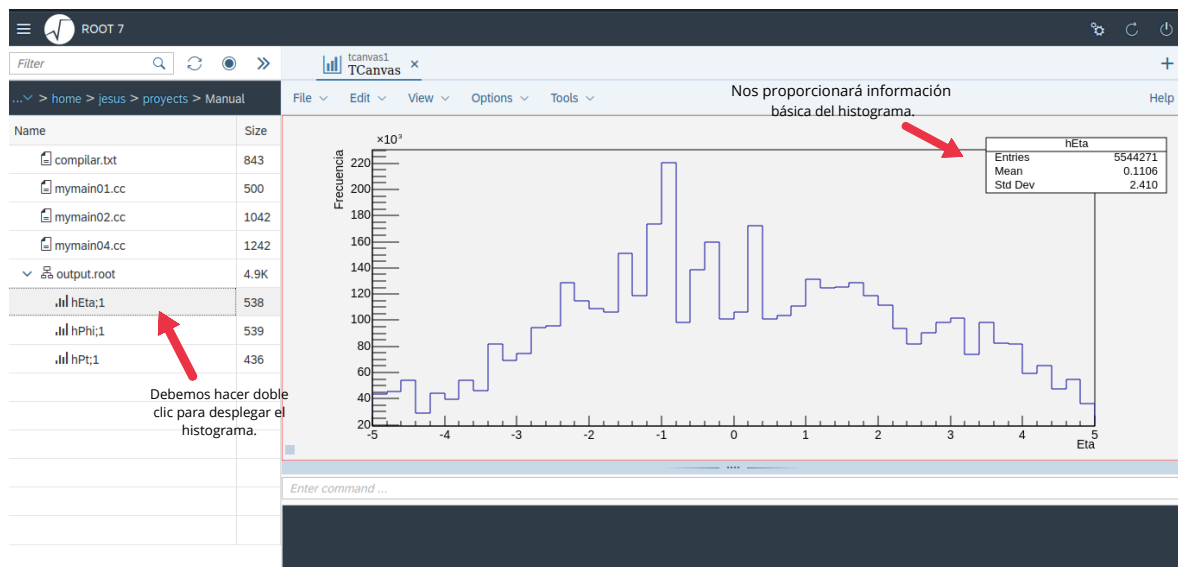 ROOT 7
Filter
...
> home > jesus > proyects > Manual
Name Size
compilar.txt 843
mymain01.cc 500
mymain02.cc 1042
mymain04.cc 1242
output.root 4.9K
hEta;1 538
hPhi;1 539
hPt;1 436
Debemos hacer doble
clic para desplegar el
histograma.
tcanvas1
TCanvas
File Edit View Options Tools Help
Nos proporcionará información
básica del histograma.
×10³
Frecuencia
220
200
180
160
140
120
100
80
60
40
20
-5 -4 -3 -2 -1 0 1 2 3 4 5
Eta
hEta
Entries 5544271
Mean 0.1106
Std Dev 2.410
Enter command ...